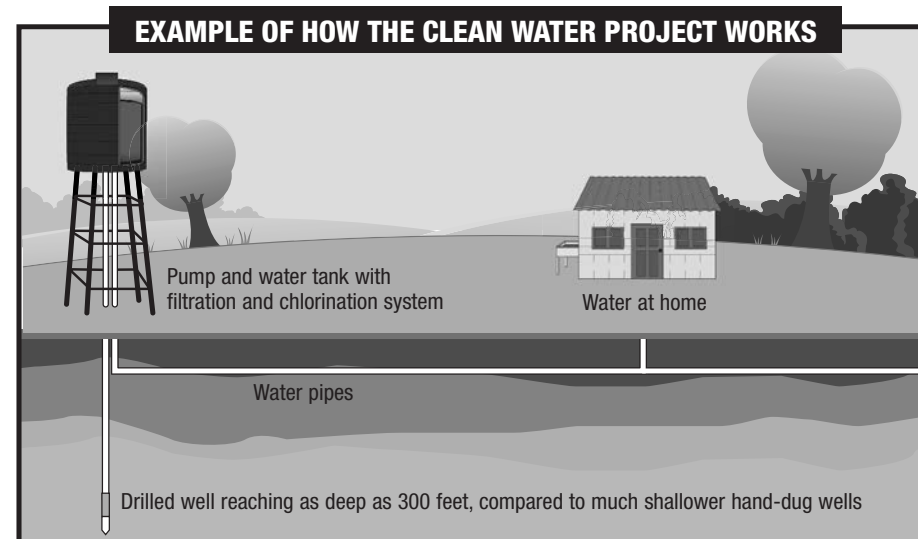 EXAMPLE OF HOW THE CLEAN WATER PROJECT WORKS
Pump and water tank with
filtration and chlorination system
Water at home
Water pipes
Drilled well reaching as deep as 300 feet, compared to much shallower hand-dug wells